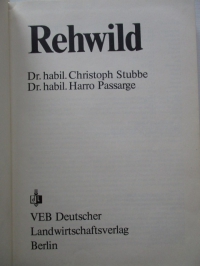 Rehwild
Dr. habil. Christoph Stubbe
Dr. habil. Harro Passarge
VEB Deutscher
Landwirtschaftsverlag
Berlin